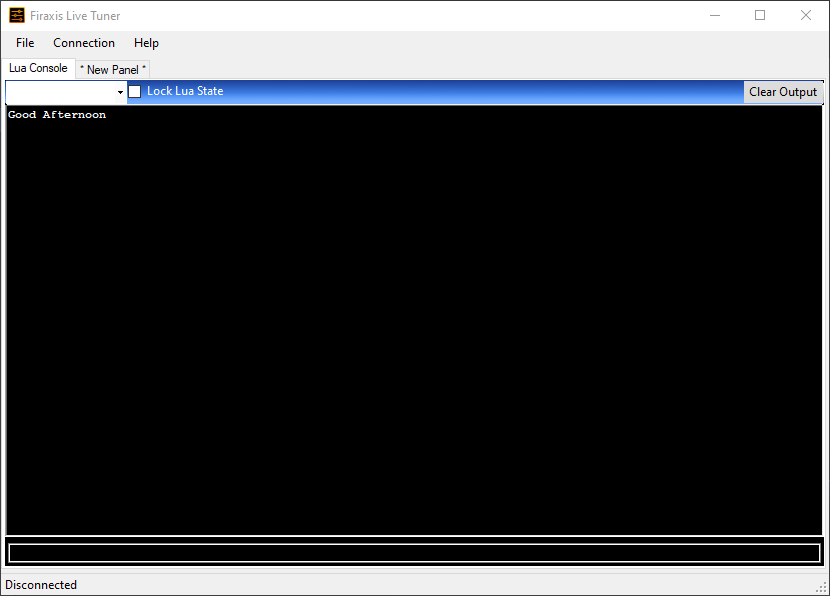 Firaxis Live Tuner
File Connection Help
Lua Console * New Panel *
Lock Lua State Clear Output
Good Afternoon
Disconnected